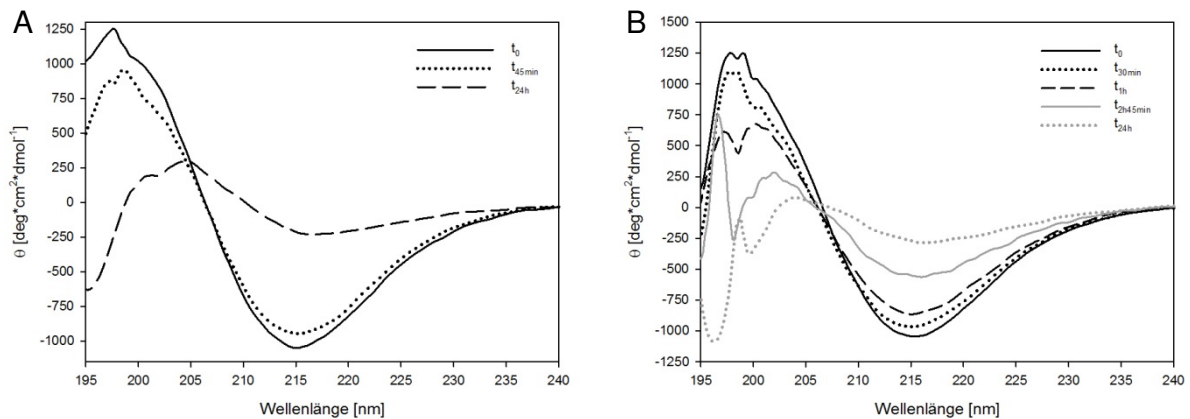 A
1250
1000
750
500
250
0
-250
-500
-750
-1000
θ [deg*cm²*dmol⁻¹]
195 200 205 210 215 220 225 230 235 240
Wellenlänge [nm]
t₀
t₄₅ₘᵢₙ
t₂₄ₕ
B
1500
1250
1000
750
500
250
0
-250
-500
-750
-1000
-1250
θ [deg*cm²*dmol⁻¹]
195 200 205 210 215 220 225 230 235 240
Wellenlänge [nm]
t₀
t₃₀ₘᵢₙ
t₁ₕ
t₂ₕ₄₅ₘᵢₙ
t₂₄ₕ